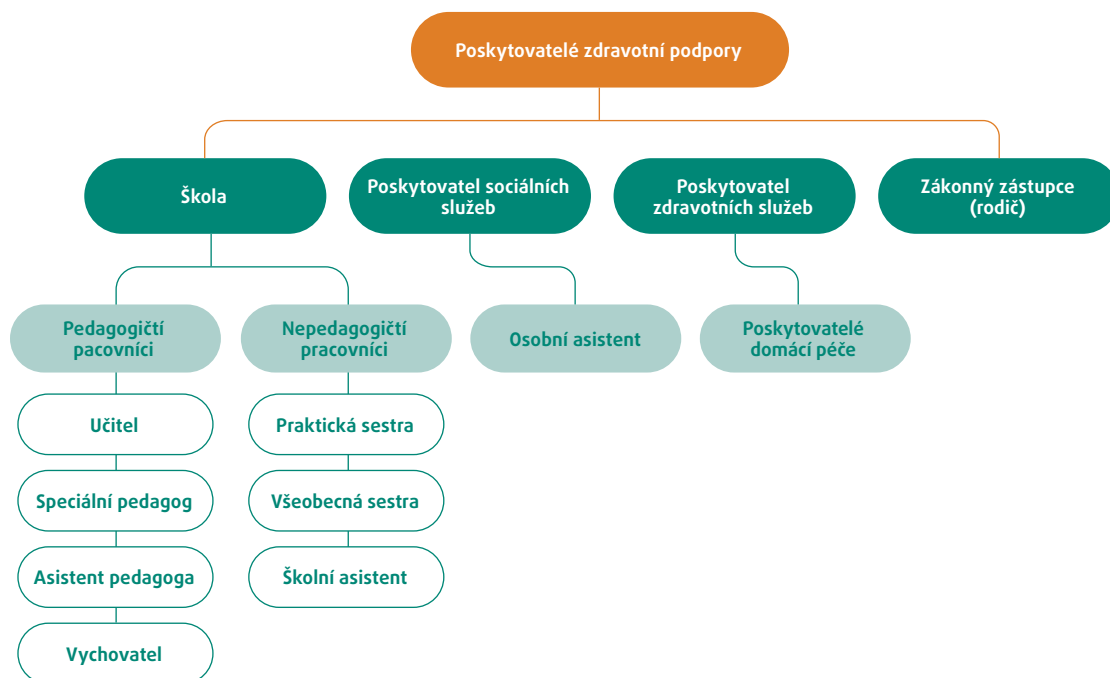 Poskytovatelé zdravotní podpory
Škola
Poskytovatel sociálních
služeb
Poskytovatel
zdravotních služeb
Zákonný zástupce
(rodič)
Pedagogičtí
pacovníci
Nepedagogičtí
pracovníci
Osobní asistent
Poskytovatelé
domácí péče
Učitel
Praktická sestra
Speciální pedagog
Všeobecná sestra
Asistent pedagoga
Školní asistent
Vychovatel